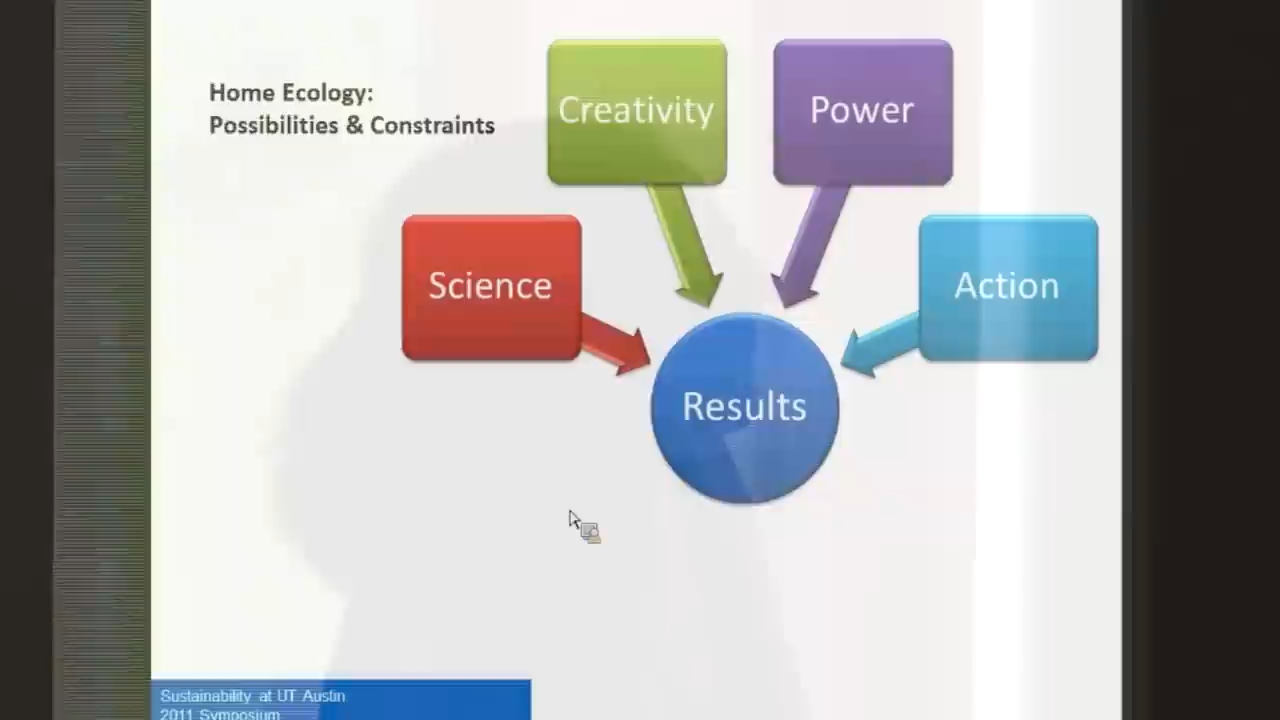 Home Ecology:
Possibilities & Constraints
Creativity
Power
Science
Action
Results
Sustainability at UT Austin
2011 Symposium